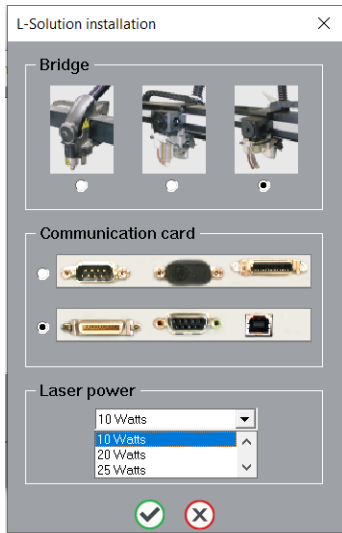 L-Solution installation
Bridge
Communication card
Laser power
10 Watts
10 Watts
20 Watts
25 Watts